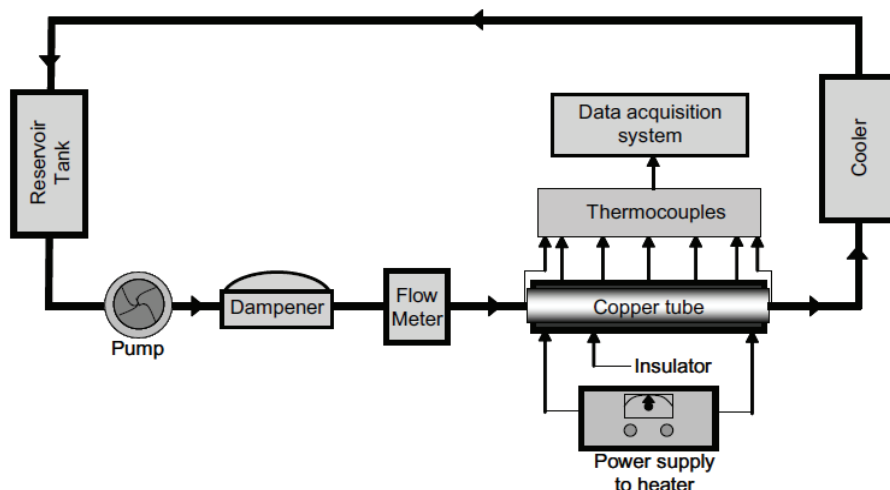 Reservoir
Tank
Data acquisition
system
Cooler
Thermocouples
Dampener
Flow
Meter
Copper tube
Pump
Insulator
Power supply
to heater